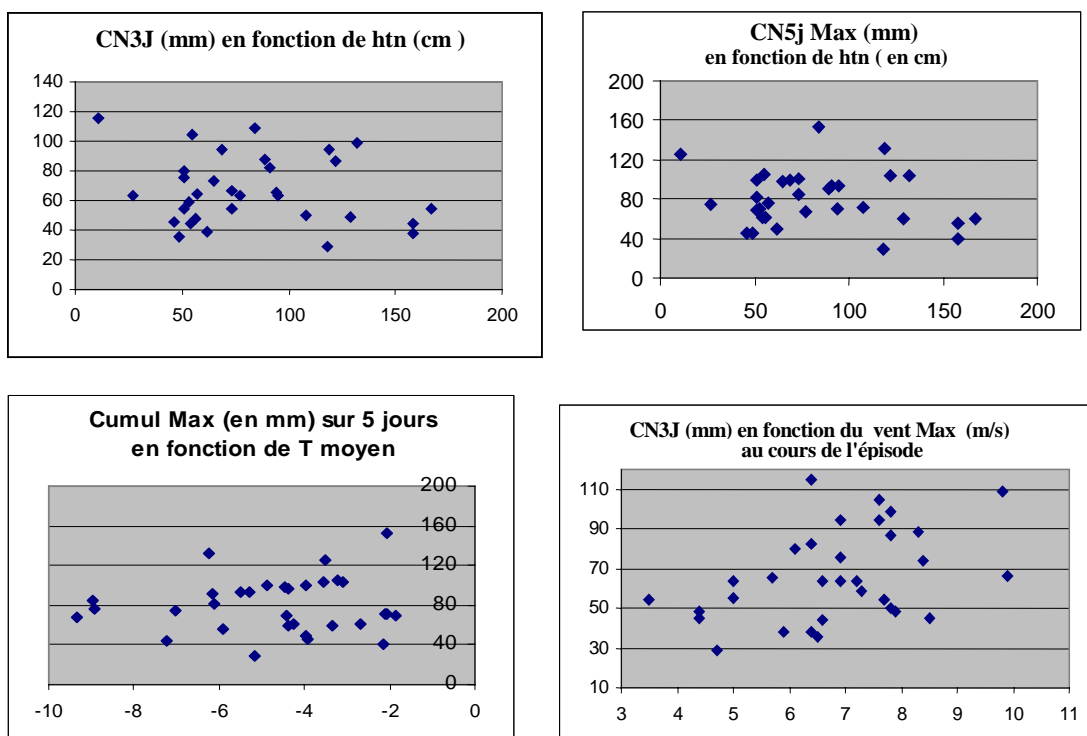 CN3J (mm) en fonction de htn (cm )
140
120
100
80
60
40
20
0
0 50 100 150 200
CN5j Max (mm)
en fonction de htn ( en cm)
200
160
120
80
40
0
0 50 100 150 200
Cumul Max (en mm) sur 5 jours
en fonction de T moyen
200
160
120
80
40
0
-10 -8 -6 -4 -2 0
CN3J (mm) en fonction du vent Max (m/s)
au cours de l'épisode
110
90
70
50
30
10
3 4 5 6 7 8 9 10 11